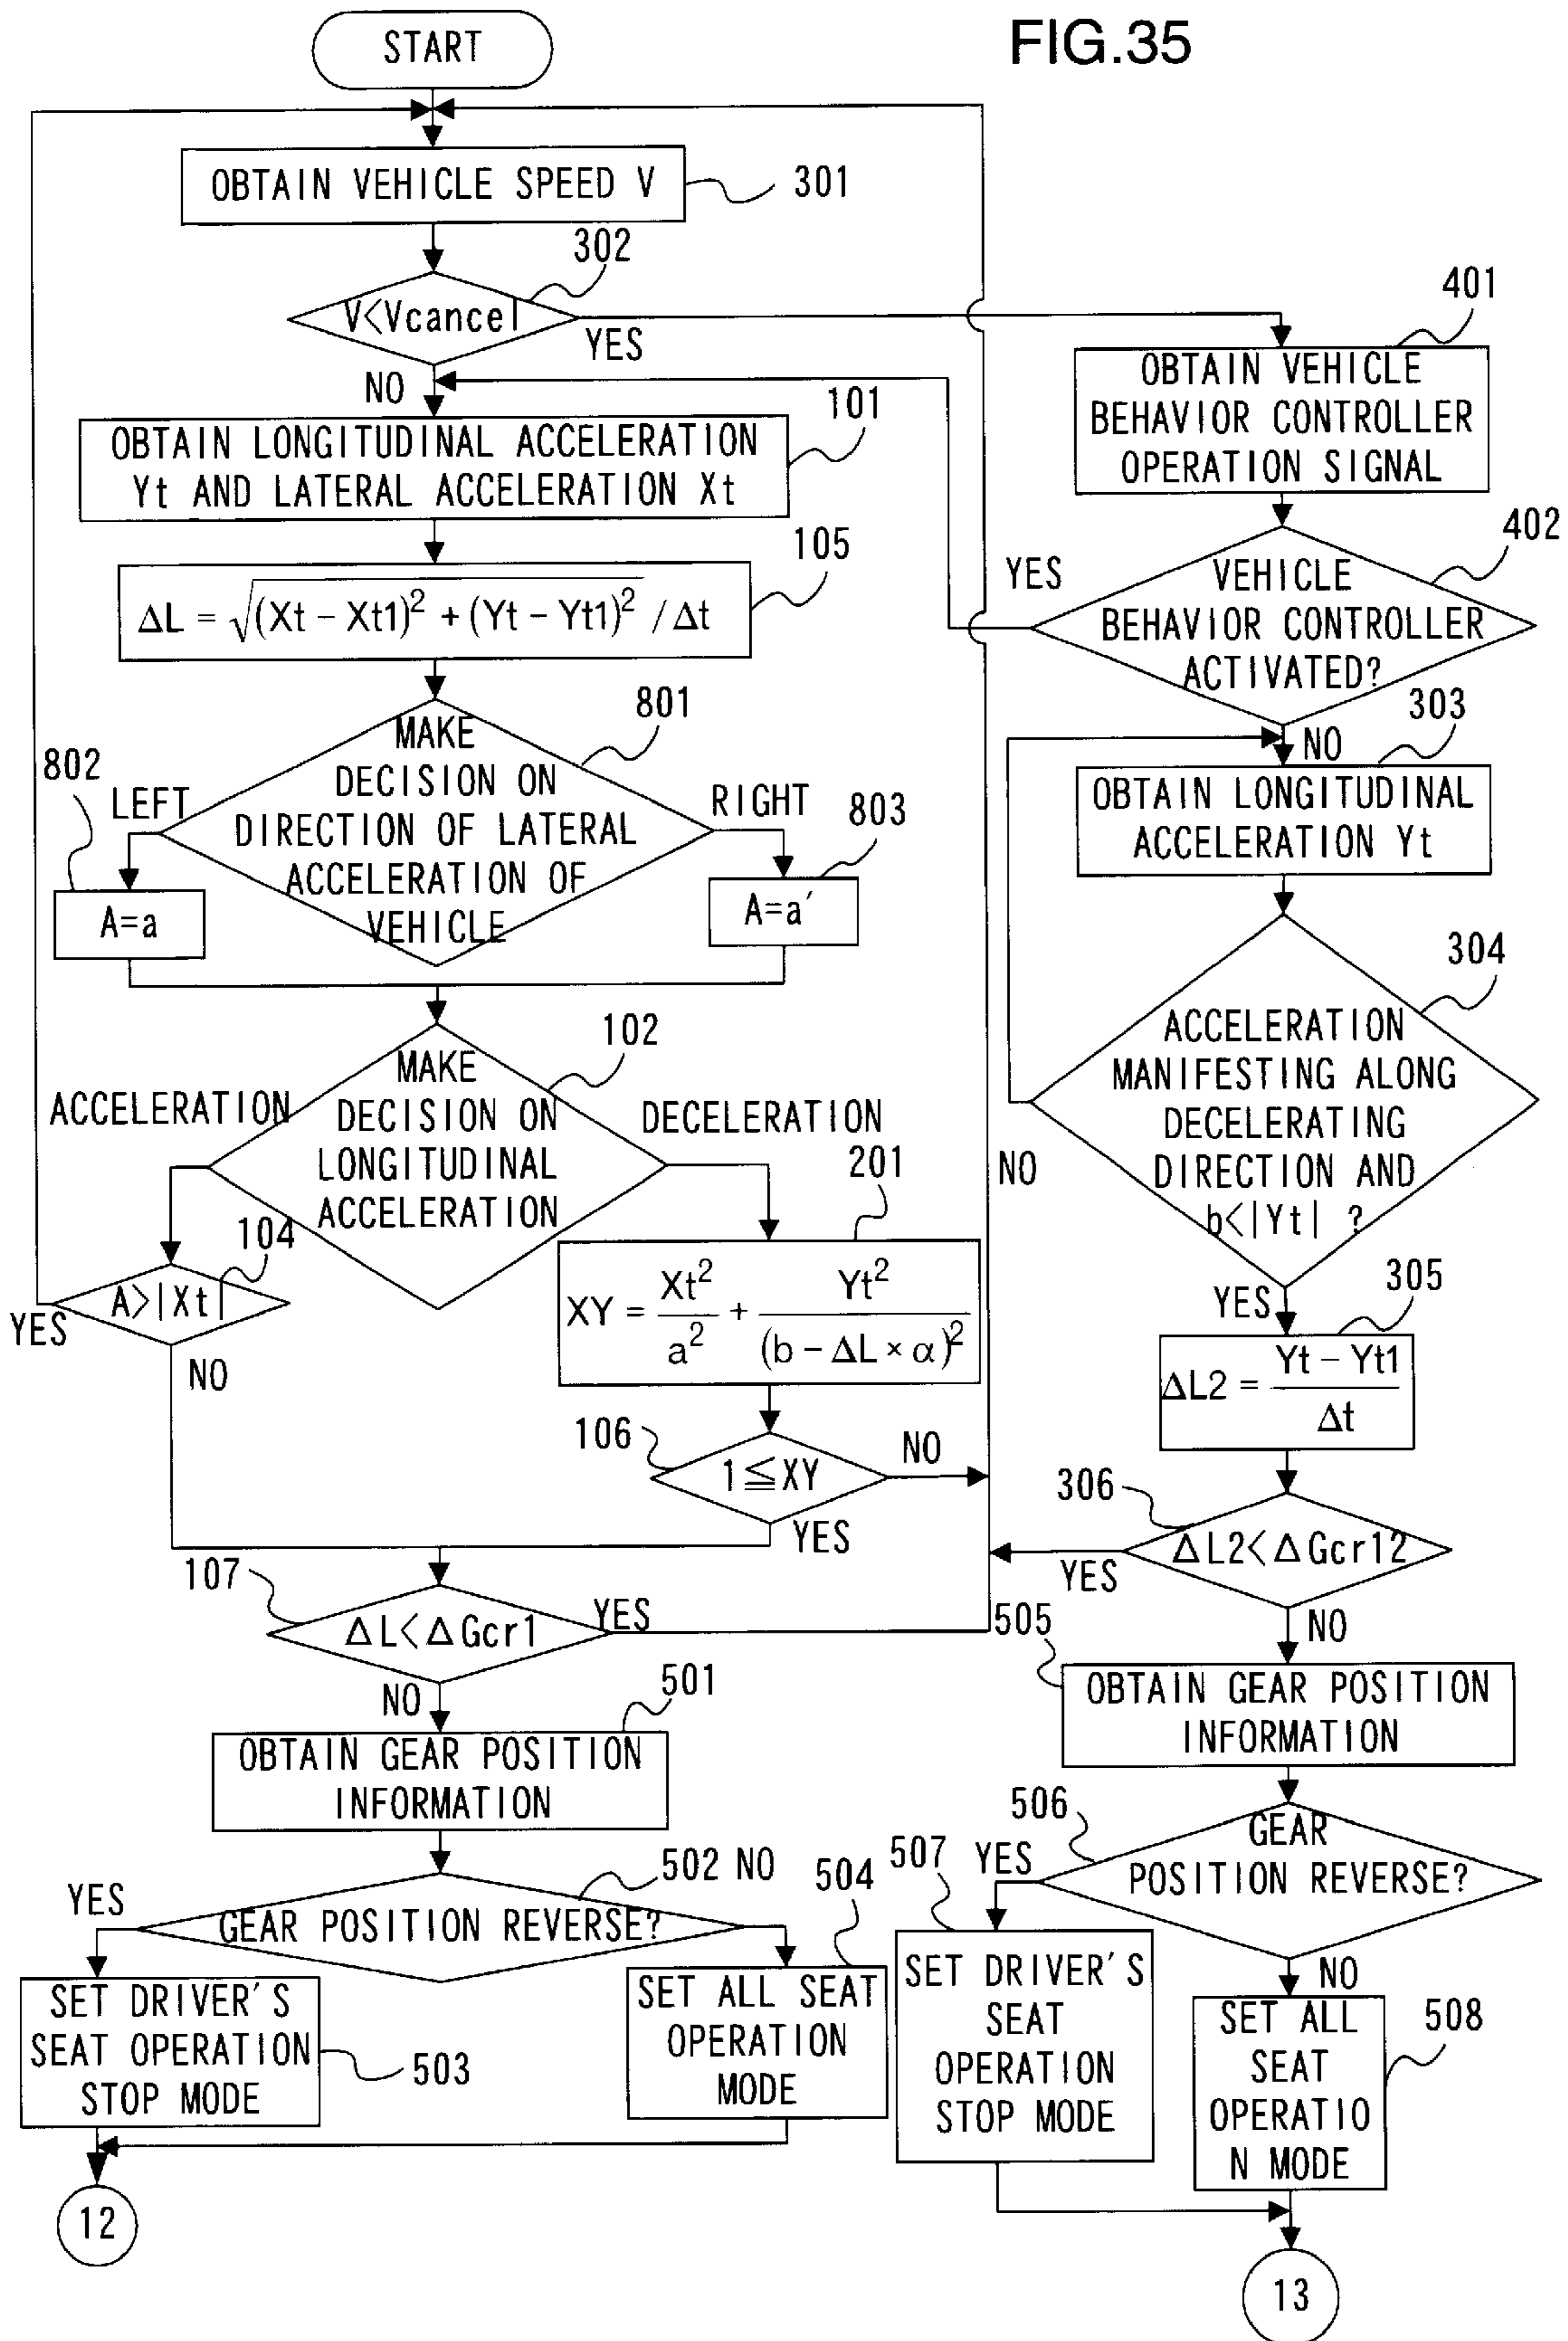 FIG.35
START
OBTAIN VEHICLE SPEED V
301
302
V<Vcancel
YES
NO
401
OBTAIN VEHICLE
BEHAVIOR CONTROLLER
OPERATION SIGNAL
101
OBTAIN LONGITUDINAL ACCELERATION
Yt AND LATERAL ACCELERATION Xt
402
YES
VEHICLE
BEHAVIOR CONTROLLER
ACTIVATED?
NO
105
ΔL = √(Xt − Xt1)² + (Yt − Yt1)² / Δt
801
MAKE
DECISION ON
DIRECTION OF LATERAL
ACCELERATION OF
VEHICLE
LEFT
RIGHT
802
A=a
803
A=a′
303
OBTAIN LONGITUDINAL
ACCELERATION Yt
304
ACCELERATION
MANIFESTING ALONG
DECELERATING
DIRECTION AND
b<|Yt| ?
NO
YES
102
MAKE
DECISION ON
LONGITUDINAL
ACCELERATION
ACCELERATION
DECELERATION
104
A>|Xt|
YES
NO
201
XY = Xt²/a² + Yt²/(b − ΔL × α)²
305
ΔL2 = Yt − Yt1/Δt
106
1≦XY
NO
YES
306
ΔL2<ΔGcr12
YES
NO
107
ΔL<ΔGcr1
YES
NO
501
OBTAIN GEAR POSITION
INFORMATION
505
OBTAIN GEAR POSITION
INFORMATION
502
GEAR POSITION REVERSE?
YES
NO
503
SET DRIVER'S
SEAT OPERATION
STOP MODE
504
SET ALL SEAT
OPERATION
MODE
506
GEAR
POSITION REVERSE?
YES
NO
507
SET DRIVER'S
SEAT
OPERATION
STOP MODE
508
SET ALL
SEAT
OPERATIO
N MODE
12
13